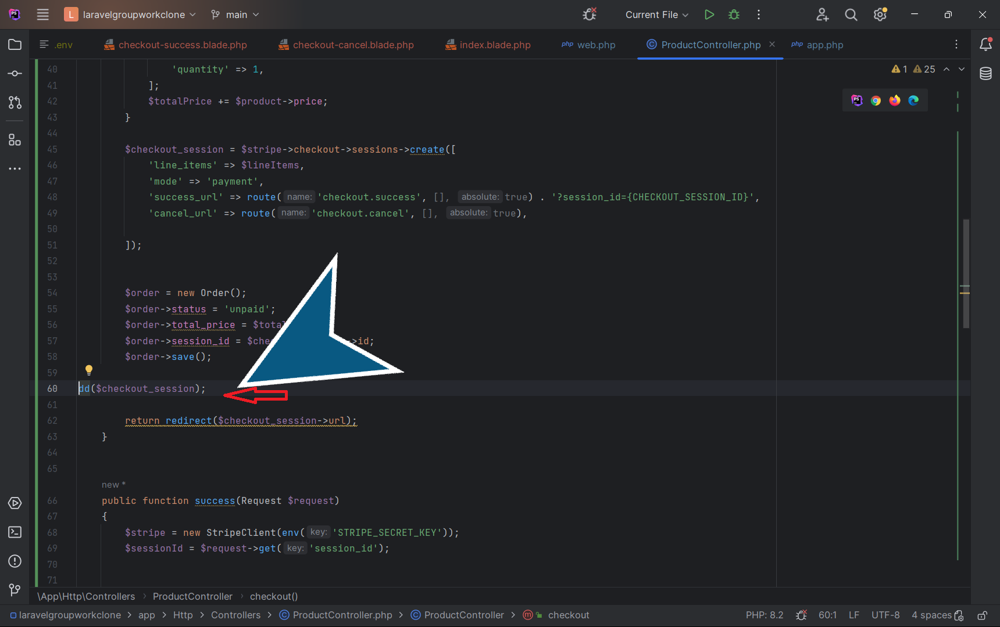 L laravelgroupworkclone main Current File
.env checkout-success.blade.php checkout-cancel.blade.php index.blade.php php web.php C ProductController.php php app.php
1 25
40 'quantity' => 1,
41 ];
42 $totalPrice += $product->price;
43 }
44
45 $checkout_session = $stripe->checkout->sessions->create([
46 'line_items' => $lineItems,
47 'mode' => 'payment',
48 'success_url' => route( name: 'checkout.success', [], absolute: true) . '?session_id={CHECKOUT_SESSION_ID}',
49 'cancel_url' => route( name: 'checkout.cancel', [], absolute: true),
50
51 ]);
52
53
54 $order = new Order();
55 $order->status = 'unpaid';
56 $order->total_price =
57 $order->session_id = >id;
58 $order->save();
59
60 dd($checkout_session);
61
62 return redirect($checkout_session->url);
63 }
64
65
new *
66 public function success(Request $request)
67 {
68 $stripe = new StripeClient(env( key: 'STRIPE_SECRET_KEY'));
69 $sessionId = $request->get( key: 'session_id');
70
71
\App\Http\Controllers ProductController checkout()
laravelgroupworkclone app Http Controllers C ProductController.php C ProductController m checkout PHP: 8.2 60:1 LF UTF-8 4 spaces